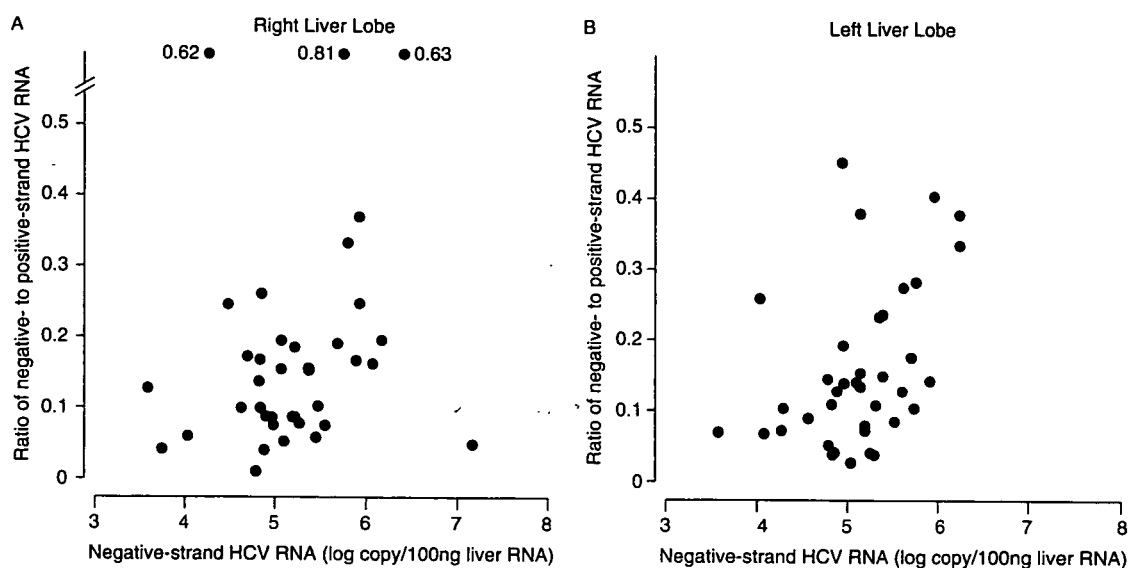 A
Right Liver Lobe
0.62
0.81
0.63
Ratio of negative- to positive-strand HCV RNA
0.5
0.4
0.3
0.2
0.1
0
3 4 5 6 7 8
Negative-strand HCV RNA (log copy/100ng liver RNA)
B
Left Liver Lobe
Ratio of negative- to positive-strand HCV RNA
0.5
0.4
0.3
0.2
0.1
0
3 4 5 6 7 8
Negative-strand HCV RNA (log copy/100ng liver RNA)